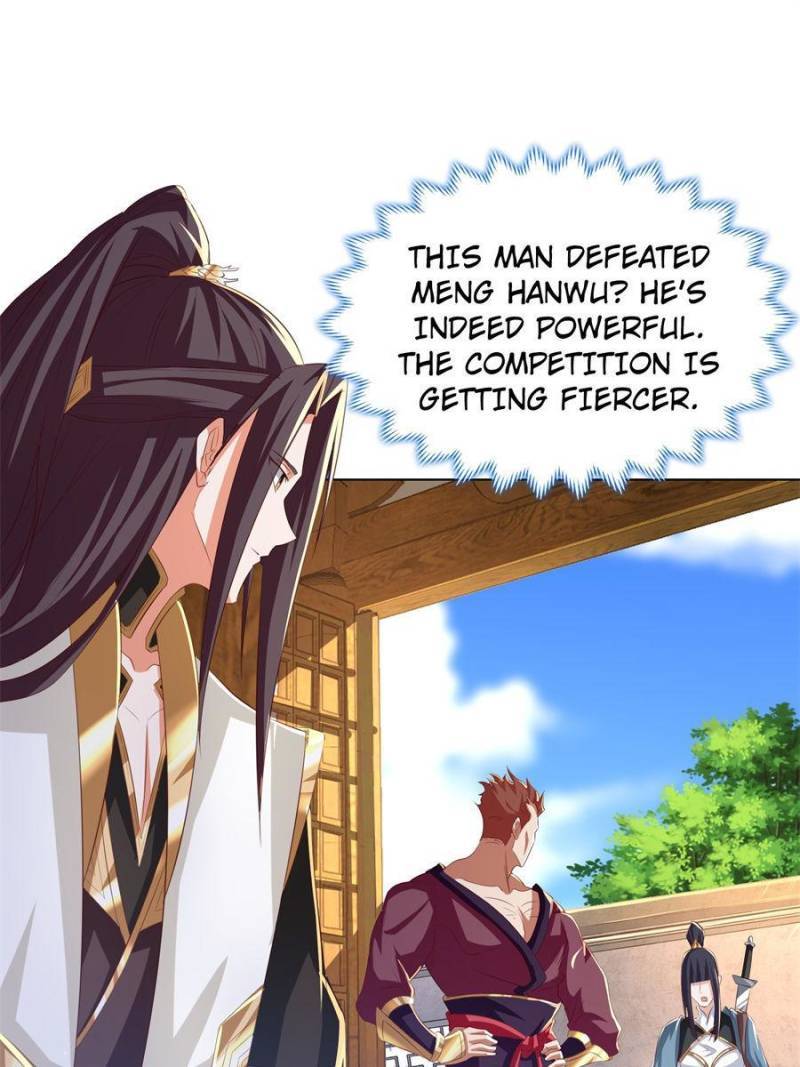 THIS MAN DEFEATED
MENG HANWU? HE'S
INDEED POWERFUL.
THE COMPETITION IS
GETTING FIERCER.